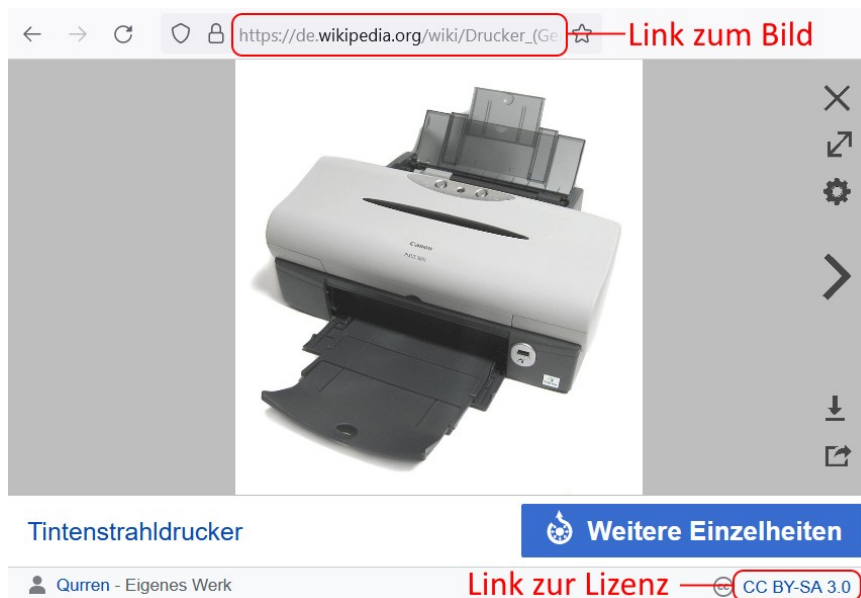 https://de.wikipedia.org/wiki/Drucker_(Ge Link zum Bild
Canon
Tintenstrahldrucker
Weitere Einzelheiten
Qurren - Eigenes Werk
Link zur Lizenz
cc CC BY-SA 3.0